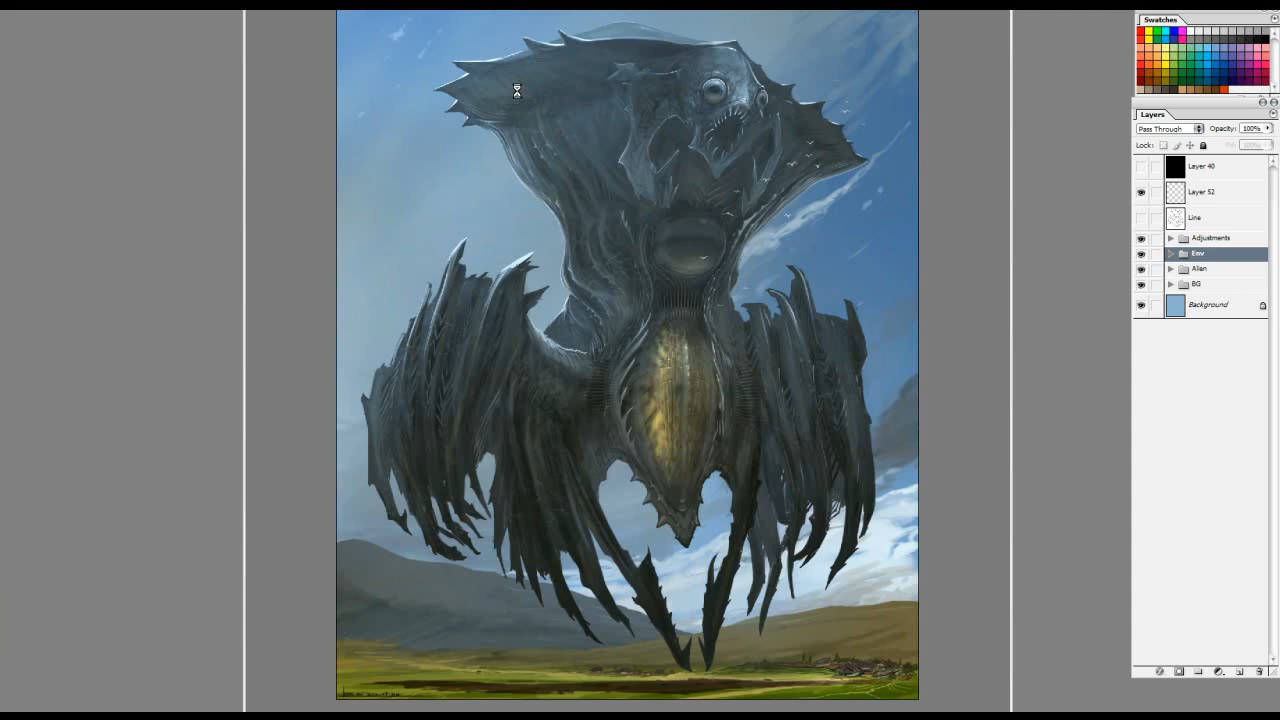 Swatches
Layers
Pass Through Opacity: 100%
Lock:
Layer 40
Layer 52
Line
Adjustments
Env
Alien
BG
Background